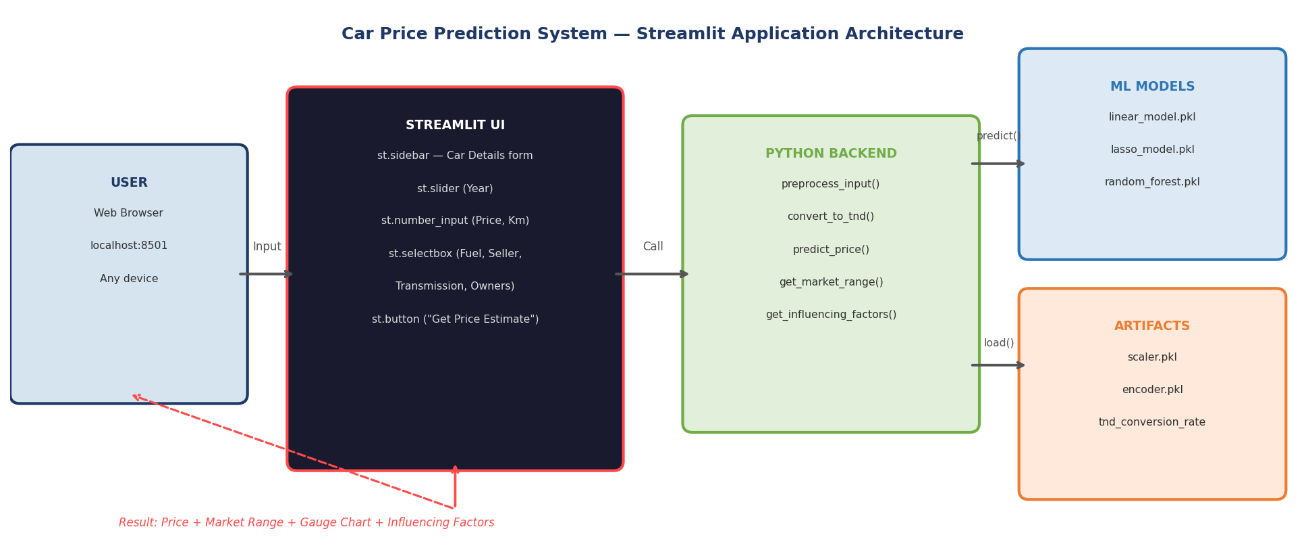 Car Price Prediction System — Streamlit Application Architecture
USER
Web Browser
localhost:8501
Any device
Input
STREAMLIT UI
st.sidebar — Car Details form
st.slider (Year)
st.number_input (Price, Km)
st.selectbox (Fuel, Seller,
Transmission, Owners)
st.button ("Get Price Estimate")
Call
PYTHON BACKEND
preprocess_input()
convert_to_tnd()
predict_price()
get_market_range()
get_influencing_factors()
predict()
load()
ML MODELS
linear_model.pkl
lasso_model.pkl
random_forest.pkl
ARTIFACTS
scaler.pkl
encoder.pkl
tnd_conversion_rate
Result: Price + Market Range + Gauge Chart + Influencing Factors